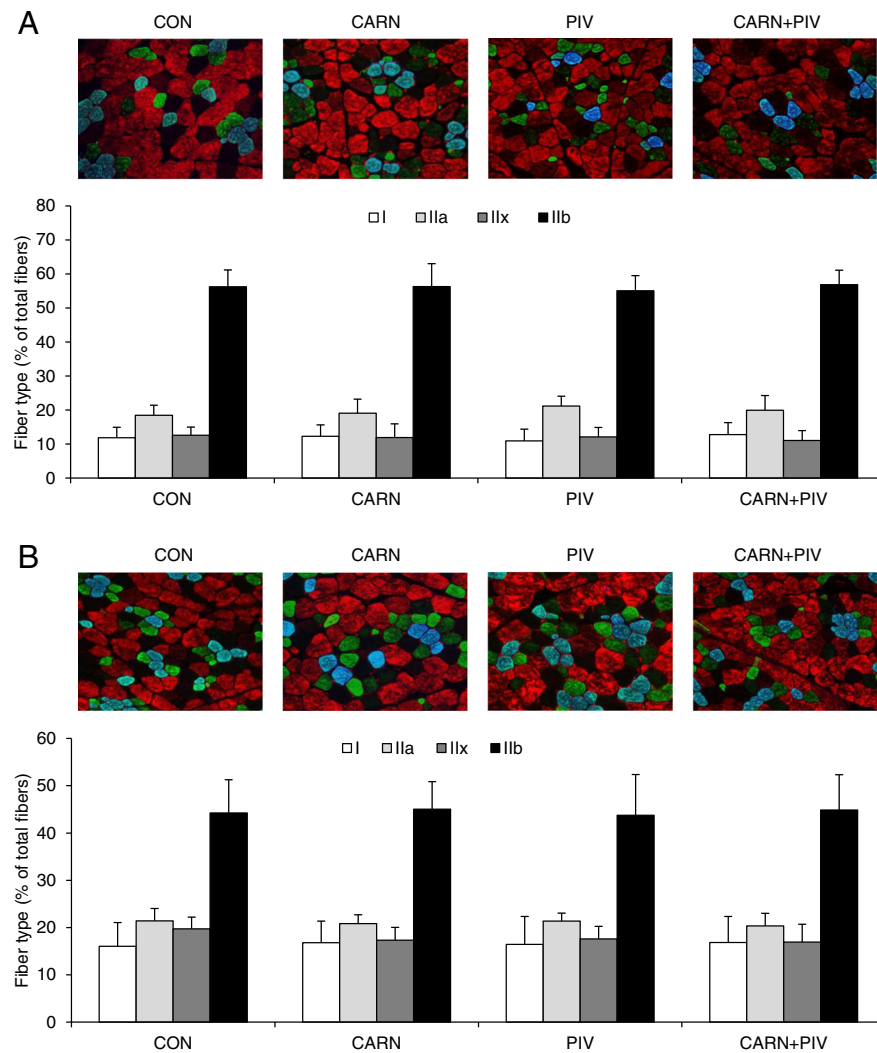 A
CON CARN PIV CARN+PIV
80
70
60
50
40
30
20
10
0
Fiber type (% of total fibers)
I IIa IIx IIb
CON CARN PIV CARN+PIV
B
CON CARN PIV CARN+PIV
60
50
40
30
20
10
0
Fiber type (% of total fibers)
I IIa IIx IIb
CON CARN PIV CARN+PIV